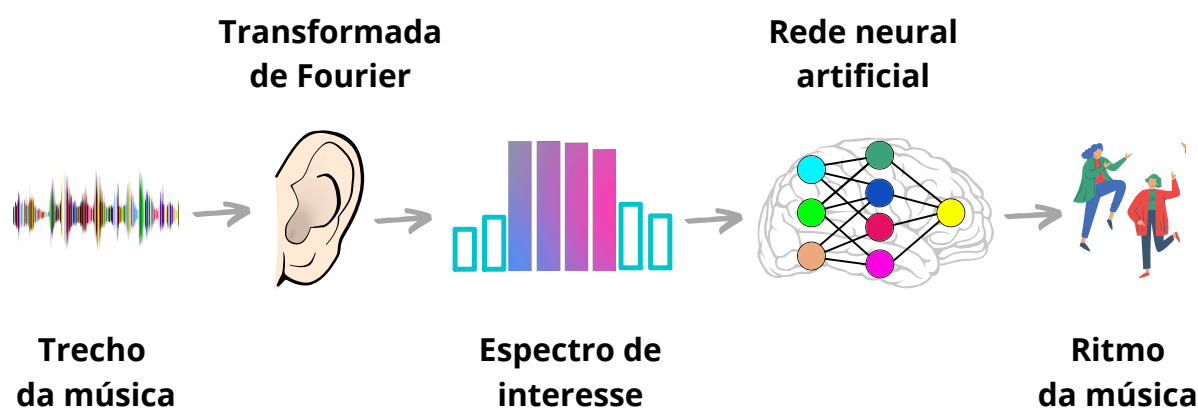 Transformada
de Fourier
Rede neural
artificial
Trecho
da música
Espectro de
interesse
Ritmo
da música